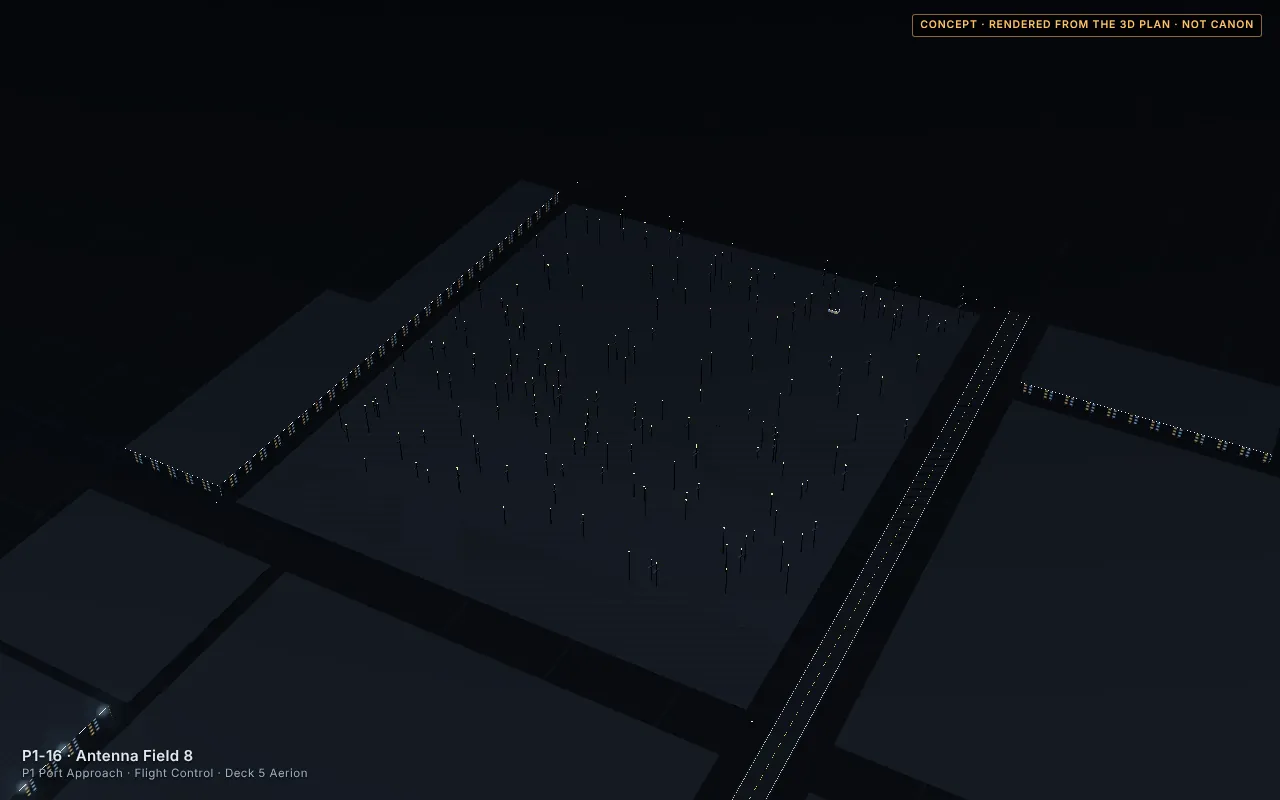 CONCEPT · RENDERED FROM THE 3D PLAN · NOT CANON
P1-16 · Antenna Field 8
P1 Port Approach · Flight Control · Deck 5 Aerion